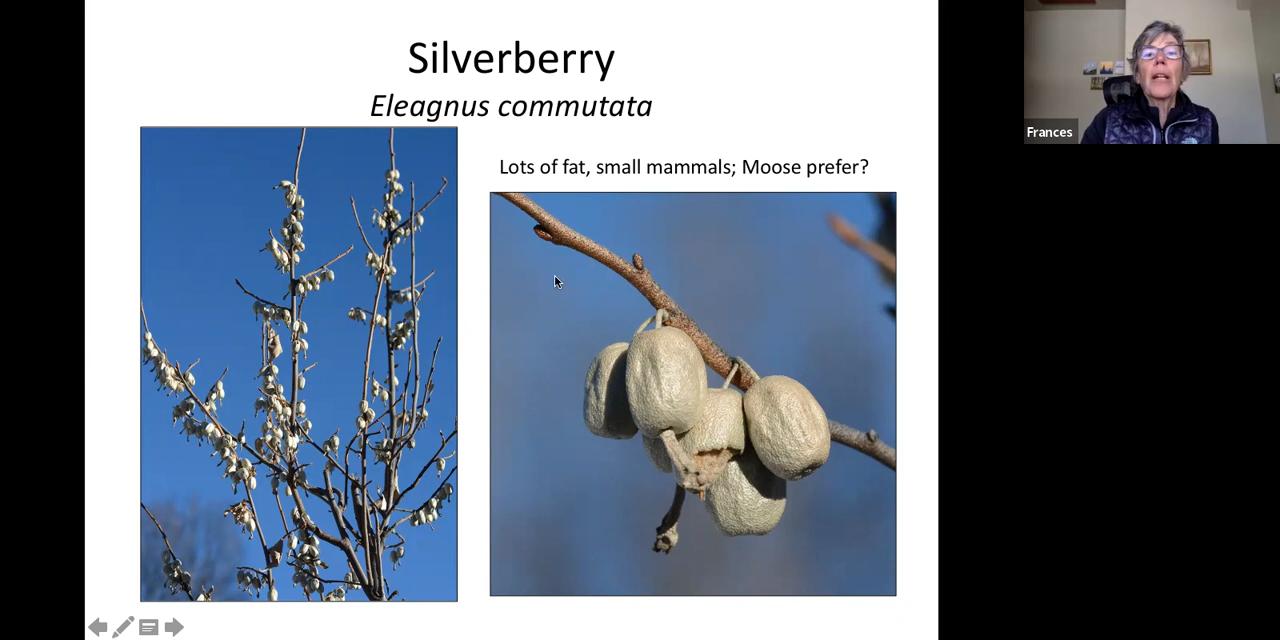 Silverberry
Eleagnus commutata
Lots of fat, small mammals; Moose prefer?
Frances